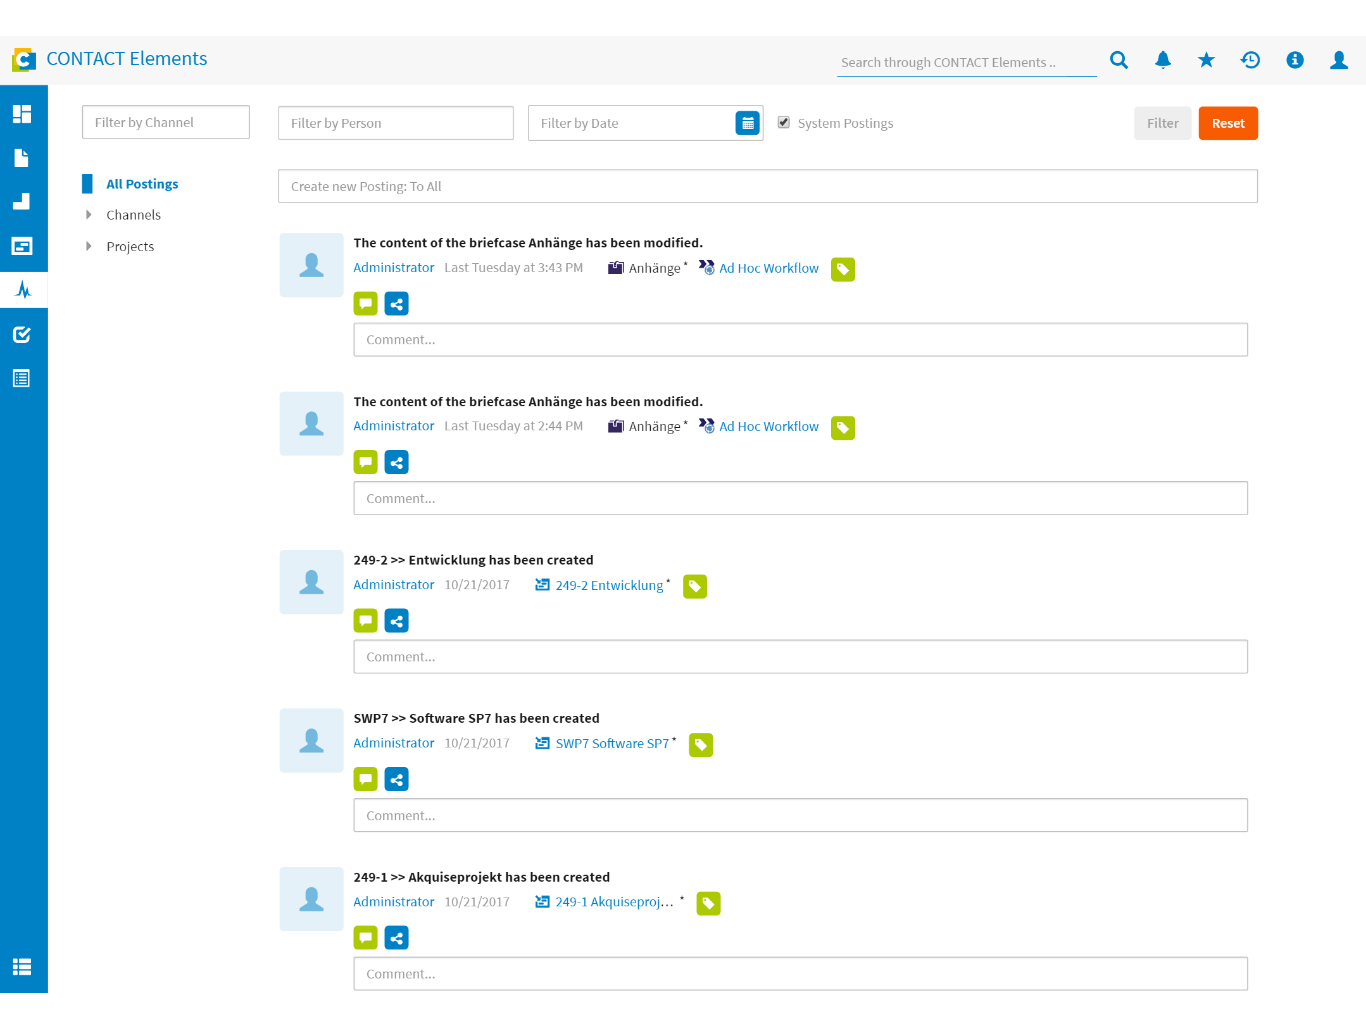 CONTACT Elements
Search through CONTACT Elements ..
Filter by Channel
Filter by Person
Filter by Date
System Postings
Filter
Reset
All Postings
Channels
Projects
Create new Posting: To All
The content of the briefcase Anhänge has been modified.
Administrator Last Tuesday at 3:43 PM Anhänge * Ad Hoc Workflow
Comment...
The content of the briefcase Anhänge has been modified.
Administrator Last Tuesday at 2:44 PM Anhänge * Ad Hoc Workflow
Comment...
249-2 >> Entwicklung has been created
Administrator 10/21/2017 249-2 Entwicklung *
Comment...
SWP7 >> Software SP7 has been created
Administrator 10/21/2017 SWP7 Software SP7 *
Comment...
249-1 >> Akquiseprojekt has been created
Administrator 10/21/2017 249-1 Akquiseproj... *
Comment...